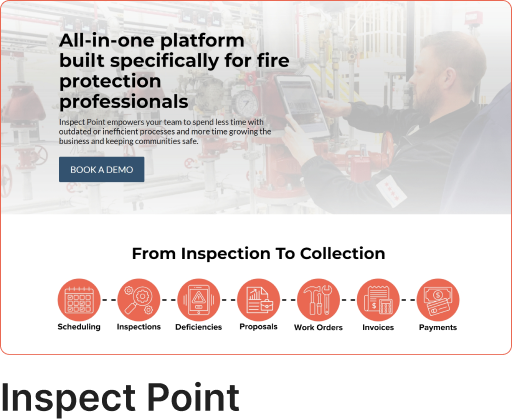 All-in-one platform
built specifically for fire
protection
professionals
Inspect Point empowers your team to spend less time with
outdated or inefficient processes and more time growing the
business and keeping communities safe.
BOOK A DEMO
From Inspection To Collection
Scheduling
Inspections
Deficiencies
Proposals
Work Orders
Invoices
Payments
Inspect Point